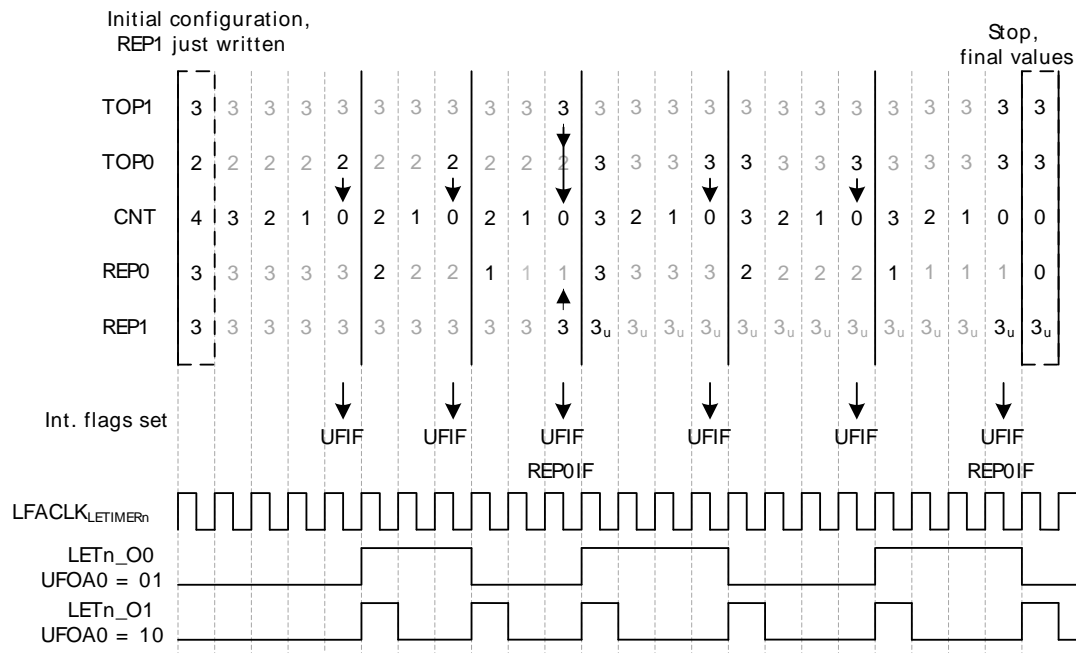 Initial configuration,
REP1 just written
Stop,
final values
TOP1 3 3 3 3 3 3 3 3 3 3 3 3 3 3 3 3 3 3 3 3 3 3 3 3
TOP0 2 2 2 2 2 2 2 2 2 2 2 3 3 3 3 3 3 3 3 3 3 3 3 3
CNT 4 3 2 1 0 2 1 0 2 1 0 3 2 1 0 3 2 1 0 3 2 1 0 0
REP0 3 3 3 3 3 2 2 2 1 1 1 3 3 3 3 2 2 2 2 1 1 1 1 0
REP1 3 3 3 3 3 3 3 3 3 3 3 3u 3u 3u 3u 3u 3u 3u 3u 3u 3u 3u 3u 3u
Int. flags set
UFIF UFIF UFIF UFIF UFIF UFIF
REP0IF REP0IF
LFACLKLETIMERn
LETn_O0
UFOA0 = 01
LETn_O1
UFOA0 = 10